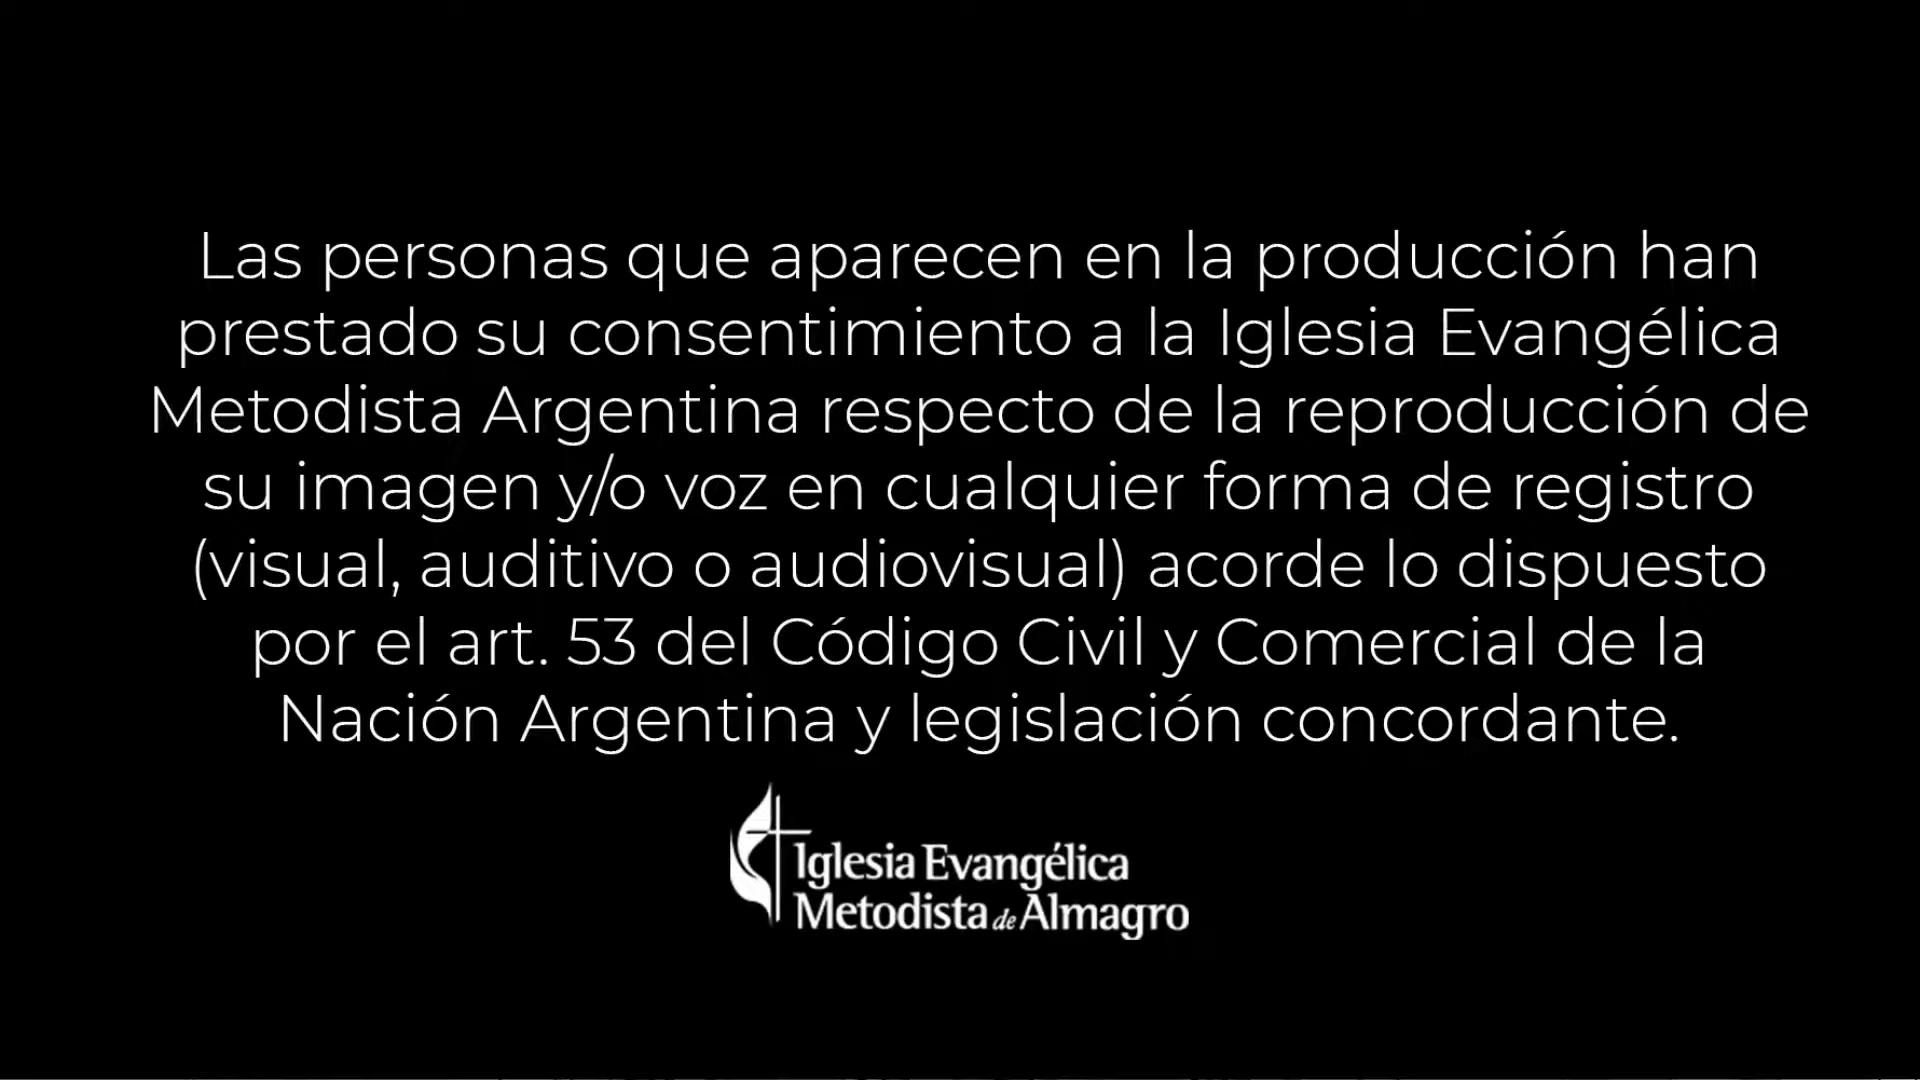 Las personas que aparecen en la producción han
prestado su consentimiento a la Iglesia Evangélica
Metodista Argentina respecto de la reproducción de
su imagen y/o voz en cualquier forma de registro
(visual, auditivo o audiovisual) acorde lo dispuesto
por el art. 53 del Código Civil y Comercial de la
Nación Argentina y legislación concordante.
Iglesia Evangélica
Metodista de Almagro